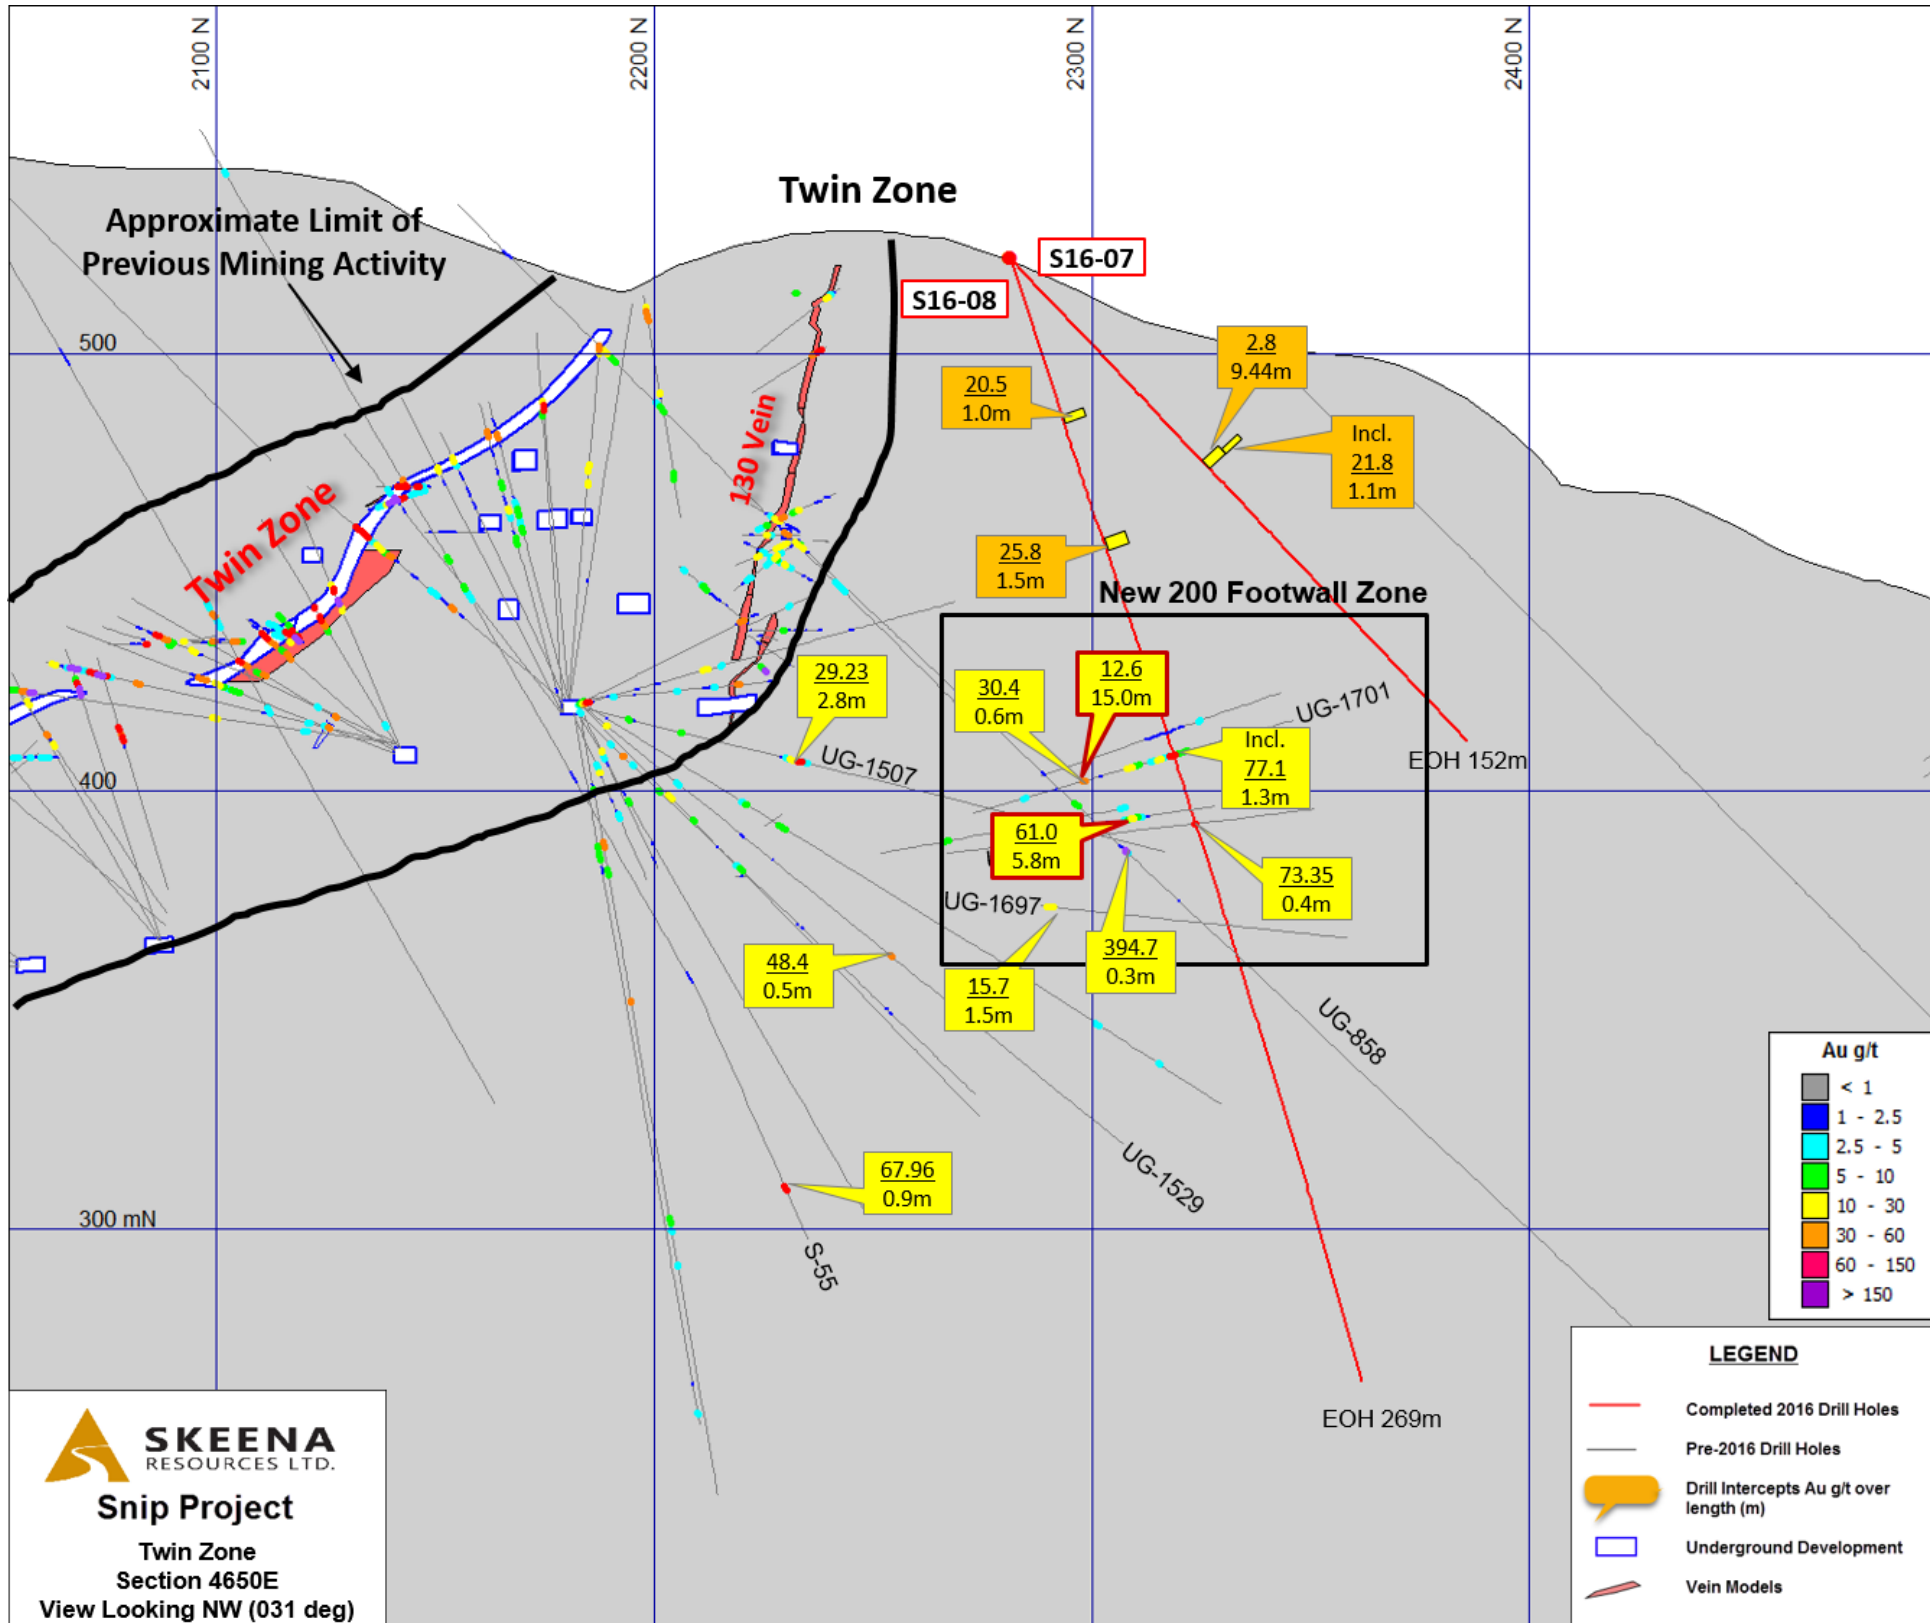 2100 N
2200 N
2300 N
2400 N
Twin Zone
Approximate Limit of
Previous Mining Activity
S16-07
S16-08
500
2.8
9.44m
20.5
1.0m
Incl.
21.8
1.1m
130 Vein
Twin Zone
25.8
1.5m
New 200 Footwall Zone
29.23
2.8m
30.4
0.6m
12.6
15.0m
UG-1701
Incl.
77.1
1.3m
EOH 152m
UG-1507
400
61.0
5.8m
73.35
0.4m
UG-1697
394.7
0.3m
48.4
0.5m
15.7
1.5m
UG-858
UG-1529
67.96
0.9m
300 mN
S-55
EOH 269m
Au g/t
< 1
1 - 2.5
2.5 - 5
5 - 10
10 - 30
30 - 60
60 - 150
> 150
LEGEND
Completed 2016 Drill Holes
Pre-2016 Drill Holes
Drill Intercepts Au g/t over
length (m)
Underground Development
Vein Models
SKEENA
RESOURCES LTD.
Snip Project
Twin Zone
Section 4650E
View Looking NW (031 deg)